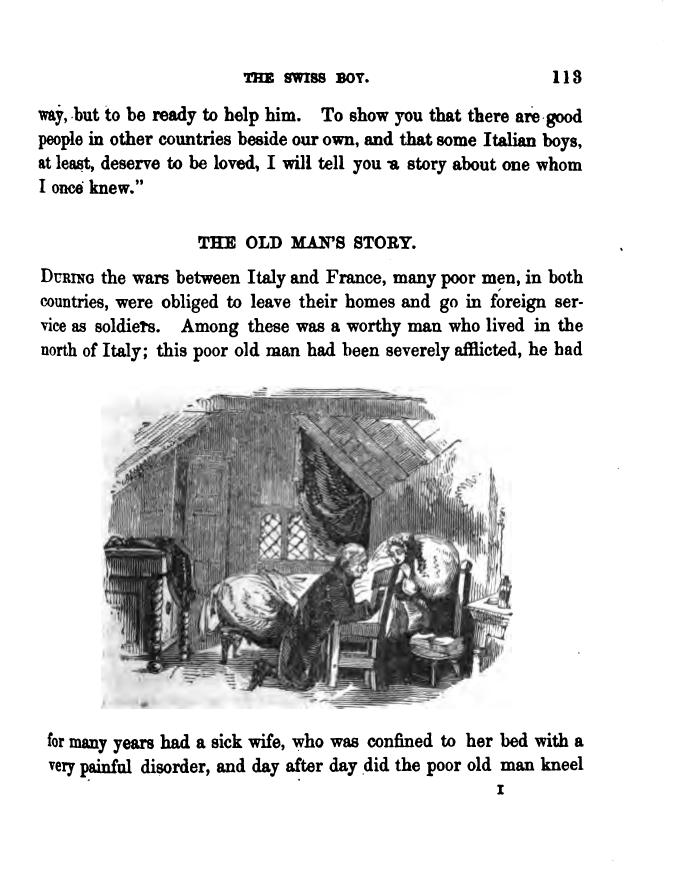 THE SWISS BOY. 113
way, but to be ready to help him. To show you that there are good
people in other countries beside our own, and that some Italian boys,
at least, deserve to be loved, I will tell you a story about one whom
I once knew."
THE OLD MAN'S STORY.
DURING the wars between Italy and France, many poor men, in both
countries, were obliged to leave their homes and go in foreign ser-
vice as soldiers. Among these was a worthy man who lived in the
north of Italy; this poor old man had been severely afflicted, he had
for many years had a sick wife, who was confined to her bed with a
very painful disorder, and day after day did the poor old man kneel
I